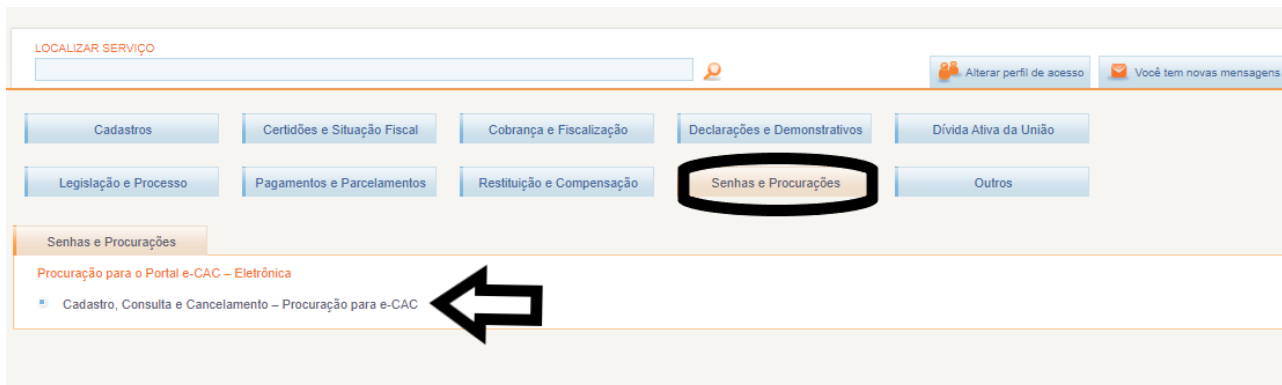 LOCALIZAR SERVIÇO
Alterar perfil de acesso
Você tem novas mensagens
Cadastros
Certidões e Situação Fiscal
Cobrança e Fiscalização
Declarações e Demonstrativos
Dívida Ativa da União
Legislação e Processo
Pagamentos e Parcelamentos
Restituição e Compensação
Senhas e Procurações
Outros
Senhas e Procurações
Procuração para o Portal e-CAC – Eletrônica
Cadastro, Consulta e Cancelamento – Procuração para e-CAC